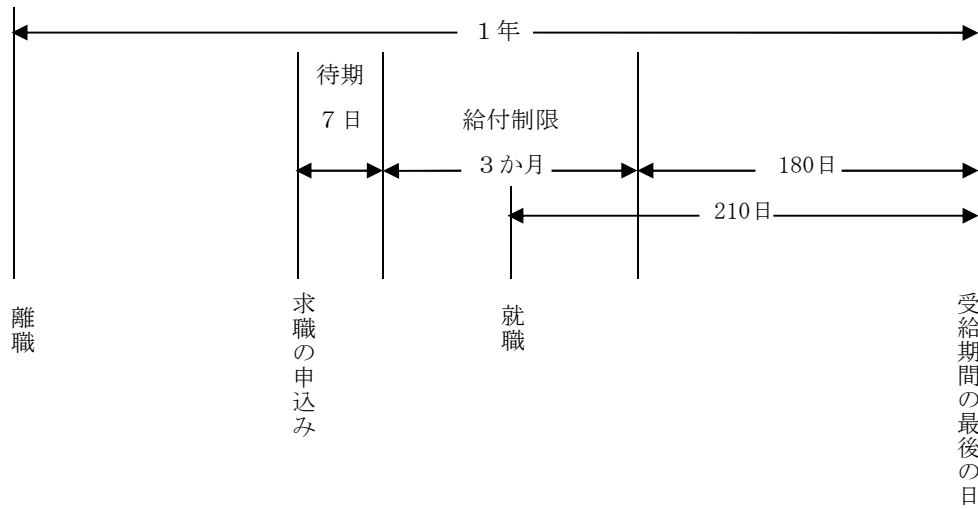 1年
待期
7日
給付制限
3か月
180日
210日
離職
求職の申込み
就職
受給期間の最後の日